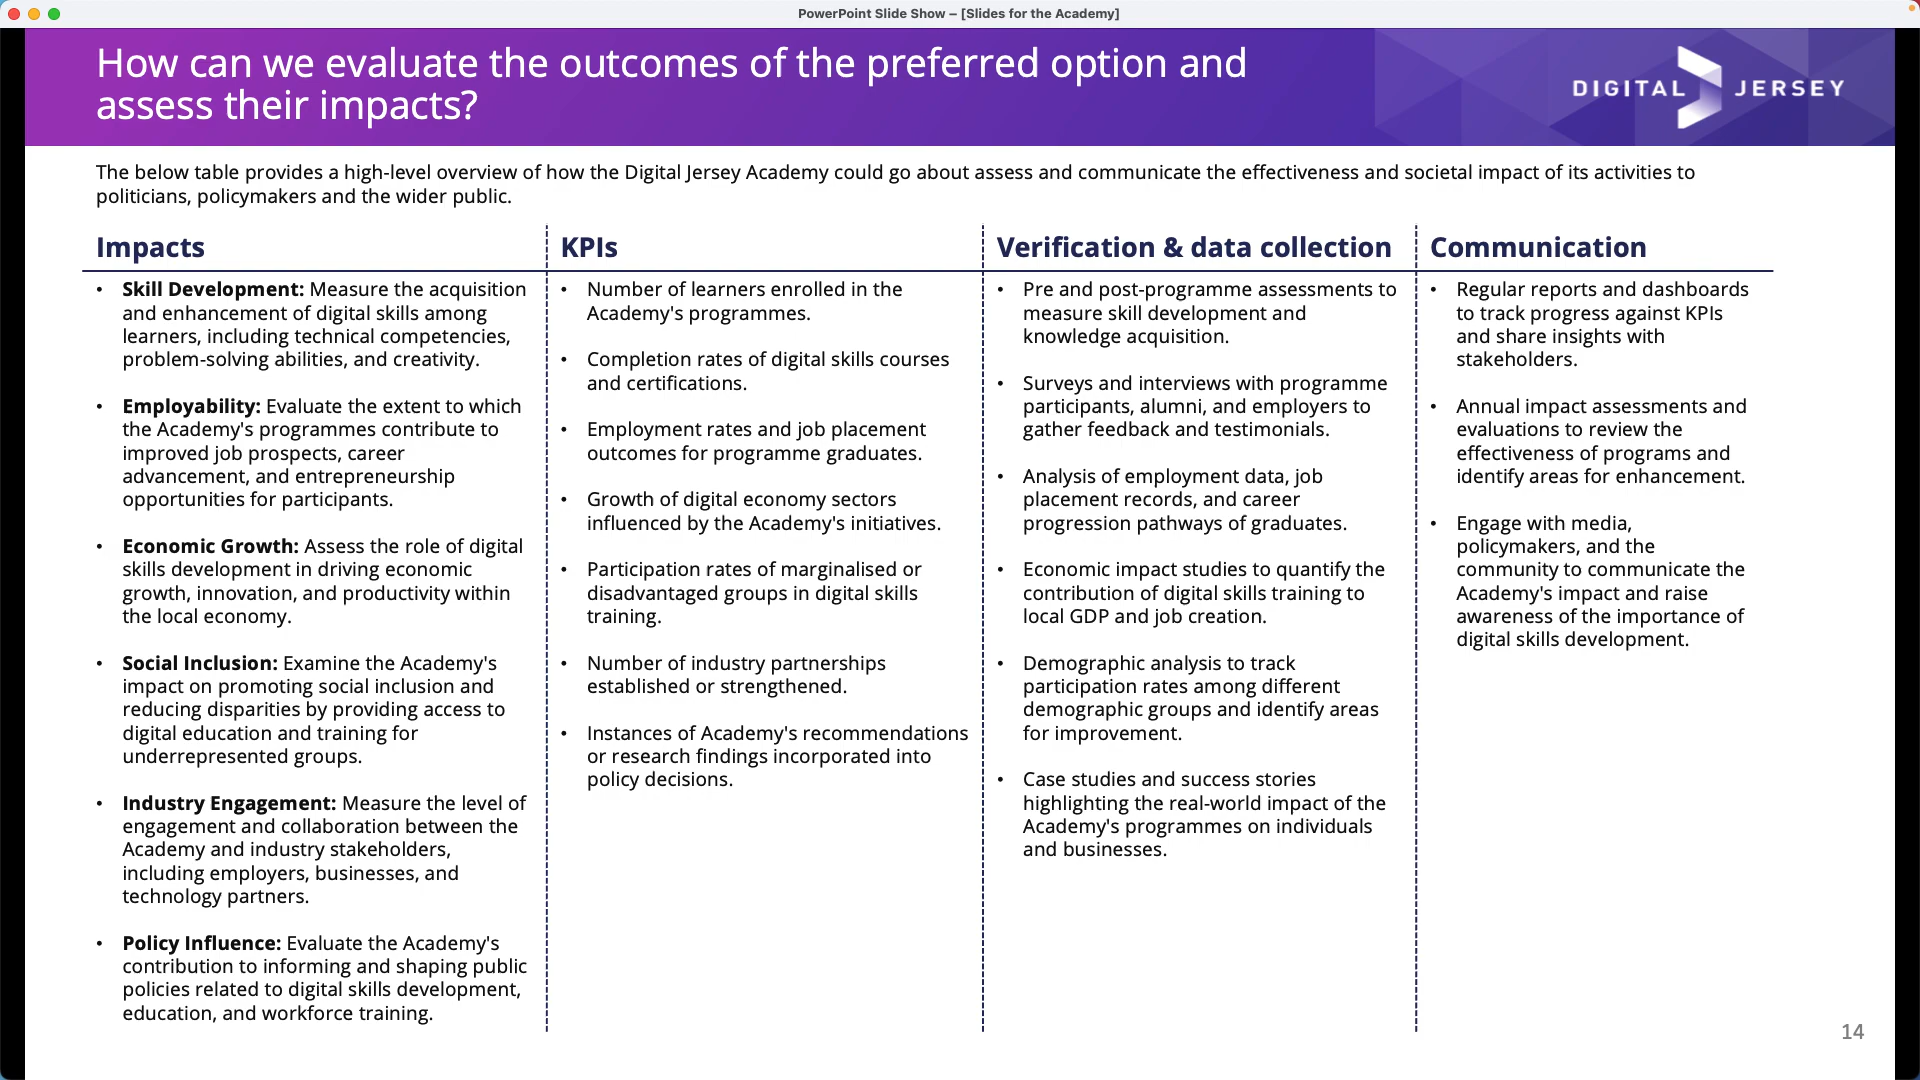 PowerPoint Slide Show – [Slides for the Academy]
How can we evaluate the outcomes of the preferred option and
assess their impacts?
DIGITAL JERSEY
The below table provides a high-level overview of how the Digital Jersey Academy could go about assess and communicate the effectiveness and societal impact of its activities to
politicians, policymakers and the wider public.
Impacts
• Skill Development: Measure the acquisition
and enhancement of digital skills among
learners, including technical competencies,
problem-solving abilities, and creativity.
• Employability: Evaluate the extent to which
the Academy's programmes contribute to
improved job prospects, career
advancement, and entrepreneurship
opportunities for participants.
• Economic Growth: Assess the role of digital
skills development in driving economic
growth, innovation, and productivity within
the local economy.
• Social Inclusion: Examine the Academy's
impact on promoting social inclusion and
reducing disparities by providing access to
digital education and training for
underrepresented groups.
• Industry Engagement: Measure the level of
engagement and collaboration between the
Academy and industry stakeholders,
including employers, businesses, and
technology partners.
• Policy Influence: Evaluate the Academy's
contribution to informing and shaping public
policies related to digital skills development,
education, and workforce training.
KPIs
• Number of learners enrolled in the
Academy's programmes.
• Completion rates of digital skills courses
and certifications.
• Employment rates and job placement
outcomes for programme graduates.
• Growth of digital economy sectors
influenced by the Academy's initiatives.
• Participation rates of marginalised or
disadvantaged groups in digital skills
training.
• Number of industry partnerships
established or strengthened.
• Instances of Academy's recommendations
or research findings incorporated into
policy decisions.
Verification & data collection
• Pre and post-programme assessments to
measure skill development and
knowledge acquisition.
• Surveys and interviews with programme
participants, alumni, and employers to
gather feedback and testimonials.
• Analysis of employment data, job
placement records, and career
progression pathways of graduates.
• Economic impact studies to quantify the
contribution of digital skills training to
local GDP and job creation.
• Demographic analysis to track
participation rates among different
demographic groups and identify areas
for improvement.
• Case studies and success stories
highlighting the real-world impact of the
Academy's programmes on individuals
and businesses.
Communication
• Regular reports and dashboards
to track progress against KPIs
and share insights with
stakeholders.
• Annual impact assessments and
evaluations to review the
effectiveness of programs and
identify areas for enhancement.
• Engage with media,
policymakers, and the
community to communicate the
Academy's impact and raise
awareness of the importance of
digital skills development.
14